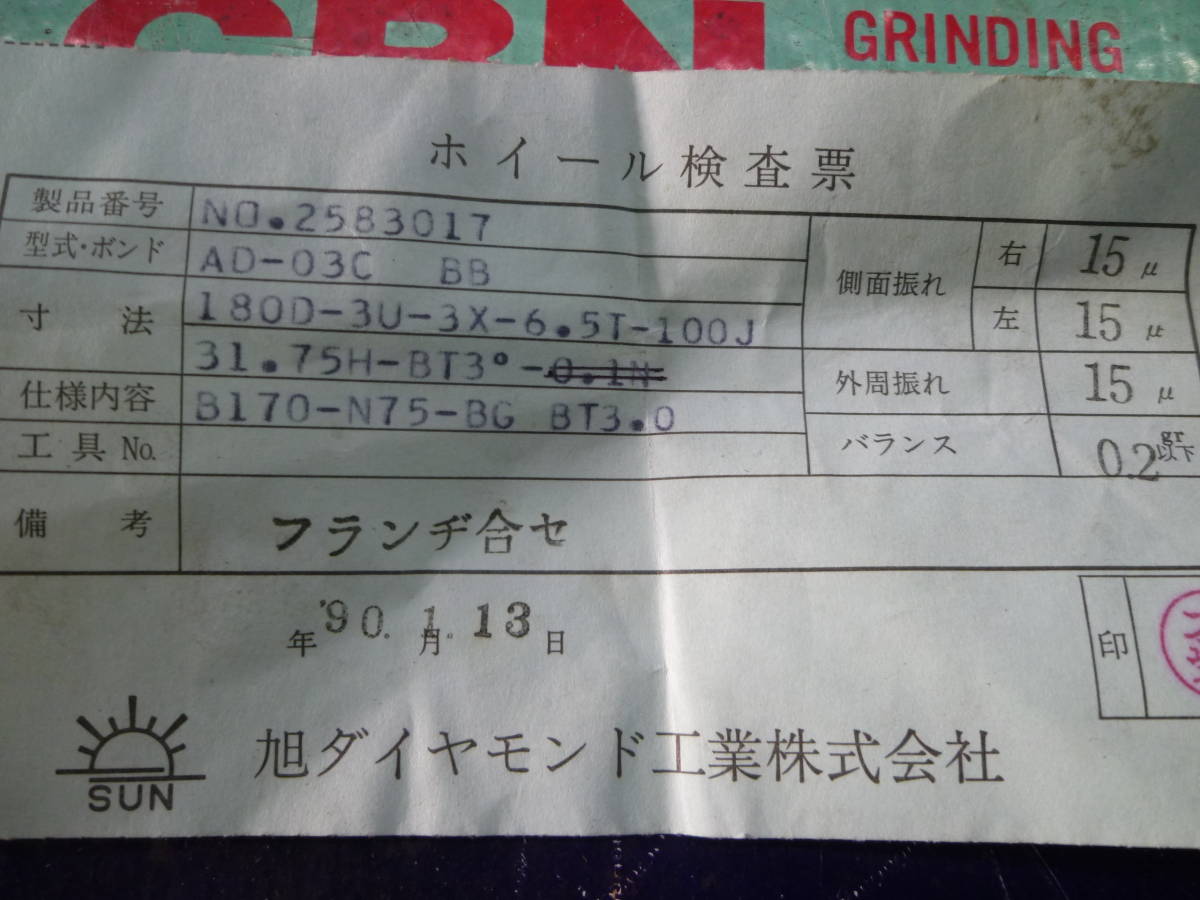 CBN GRINDING
ホイール検査票
製品番号 NO.2583017
型式・ボンド AD-03C BB
寸法 180D-3U-3X-6.5T-100J
31.75H-BT3°-0.1N
仕様内容 B170-N75-BG BT3.0
工具No.
備考 フランヂ合セ
側面振れ 右 15μ
左 15μ
外周振れ 15μ
バランス 0.2gr以下
'90.年 1.月 13日
印
SUN
旭ダイヤモンド工業株式会社